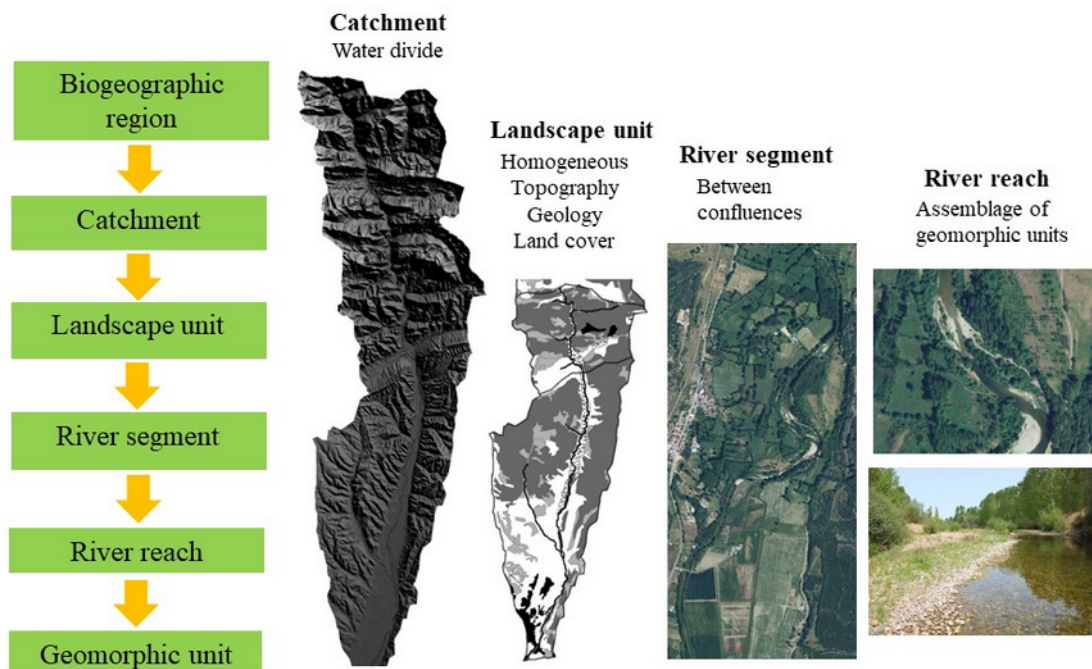 Biogeographic
region
Catchment
Landscape unit
River segment
River reach
Geomorphic unit
Catchment
Water divide
Landscape unit
Homogeneous
Topography
Geology
Land cover
River segment
Between
confluences
River reach
Assemblage of
geomorphic units